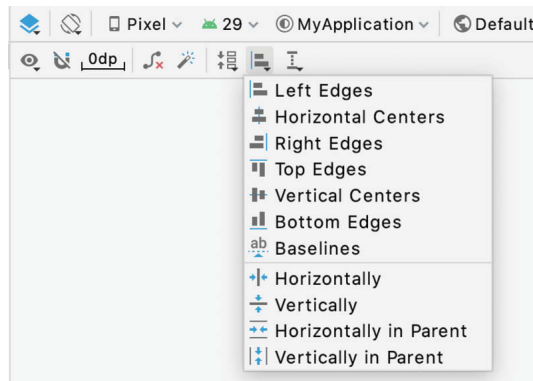 Pixel 29 MyApplication Default
0dp
Left Edges
Horizontal Centers
Right Edges
Top Edges
Vertical Centers
Bottom Edges
ab Baselines
Horizontally
Vertically
Horizontally in Parent
Vertically in Parent